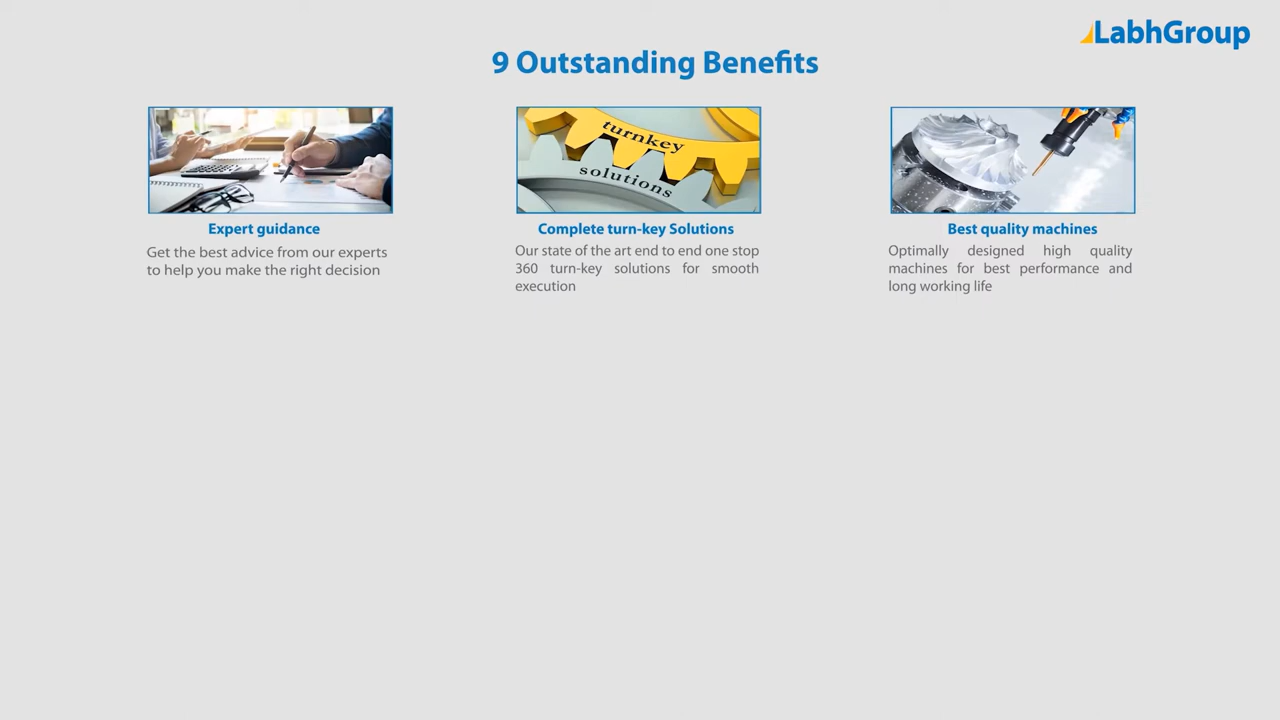 LabhGroup
9 Outstanding Benefits
turnkey
solutions
Expert guidance
Get the best advice from our experts
to help you make the right decision
Complete turn-key Solutions
Our state of the art end to end one stop
360 turn-key solutions for smooth
execution
Best quality machines
Optimally designed high quality
machines for best performance and
long working life